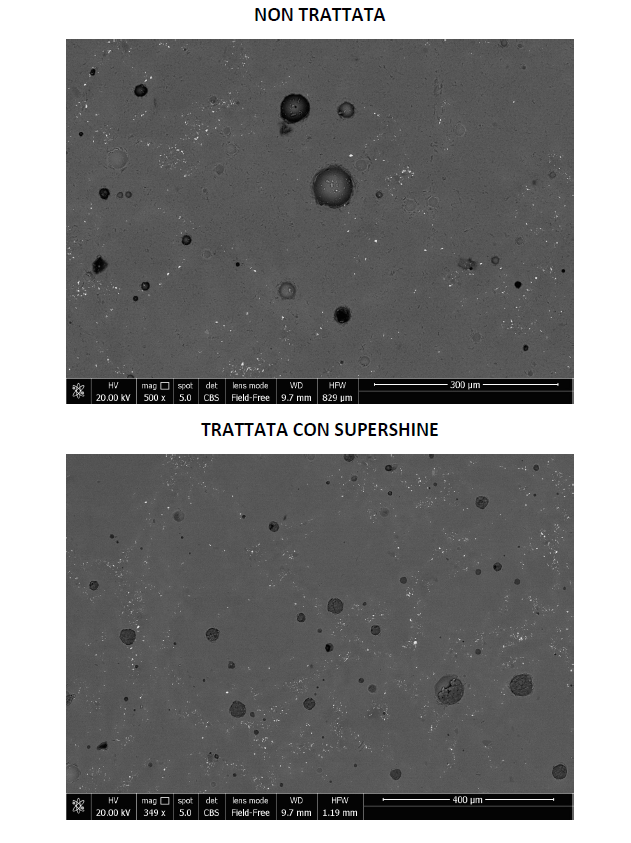 NON TRATTATA
HV mag spot det lens mode WD HFW 300 µm
20.00 kV 500 x 5.0 CBS Field-Free 9.7 mm 829 µm
TRATTATA CON SUPERSHINE
HV mag spot det lens mode WD HFW 400 µm
20.00 kV 349 x 5.0 CBS Field-Free 9.7 mm 1.19 mm